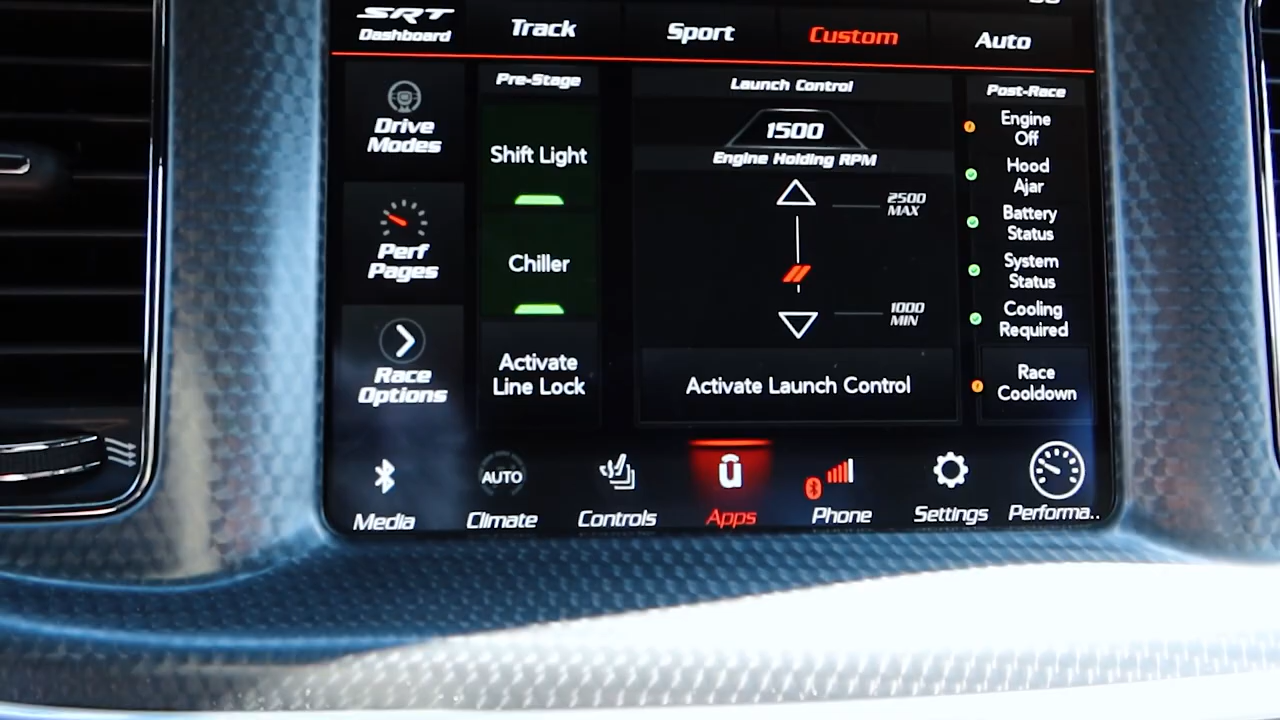 SRT
Dashboard
Track
Sport
Custom
Auto
Drive
Modes
Perf
Pages
Race
Options
Pre-Stage
Shift Light
Chiller
Activate
Line Lock
Launch Control
1500
Engine Holding RPM
2500
MAX
1000
MIN
Activate Launch Control
Post-Race
Engine
Off
Hood
Ajar
Battery
Status
System
Status
Cooling
Required
Race
Cooldown
Media
AUTO
Climate
Controls
Apps
Phone
Settings
Performa..